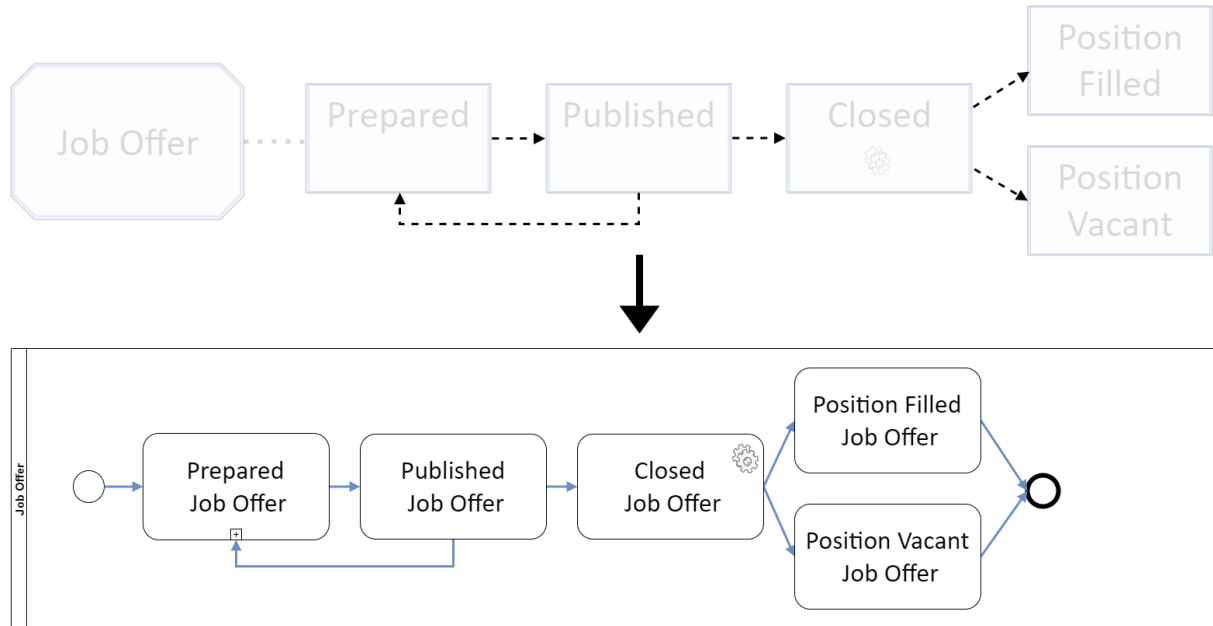 Position
Filled
Job Offer
Prepared
Published
Closed
Position
Vacant
Job Offer
Prepared
Job Offer
Published
Job Offer
Closed
Job Offer
Position Filled
Job Offer
Position Vacant
Job Offer